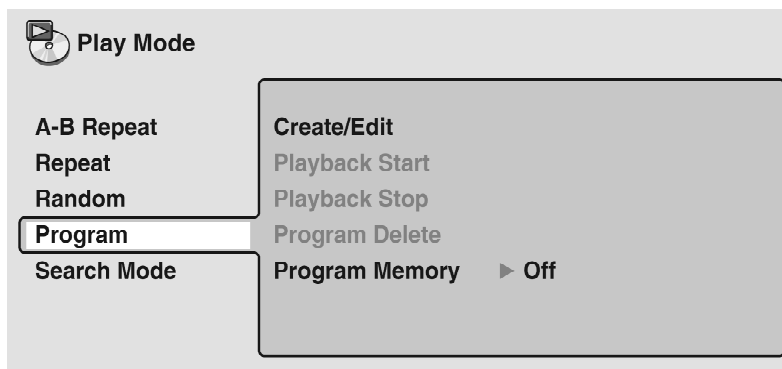 Play Mode
A-B Repeat
Repeat
Random
Program
Search Mode
Create/Edit
Playback Start
Playback Stop
Program Delete
Program Memory ▶ Off